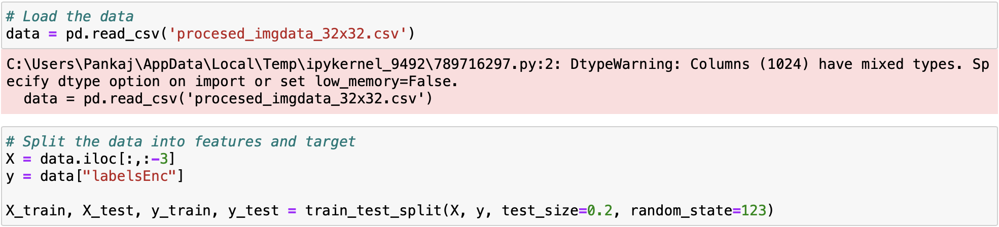 # Load the data
data = pd.read_csv('procesed_imgdata_32x32.csv')
C:\Users\Pankaj\AppData\Local\Temp\ipykernel_9492\789716297.py:2: DtypeWarning: Columns (1024) have mixed types. Sp
ecify dtype option on import or set low_memory=False.
  data = pd.read_csv('procesed_imgdata_32x32.csv')
# Split the data into features and target
X = data.iloc[:,:-3]
y = data["labelsEnc"]
X_train, X_test, y_train, y_test = train_test_split(X, y, test_size=0.2, random_state=123)